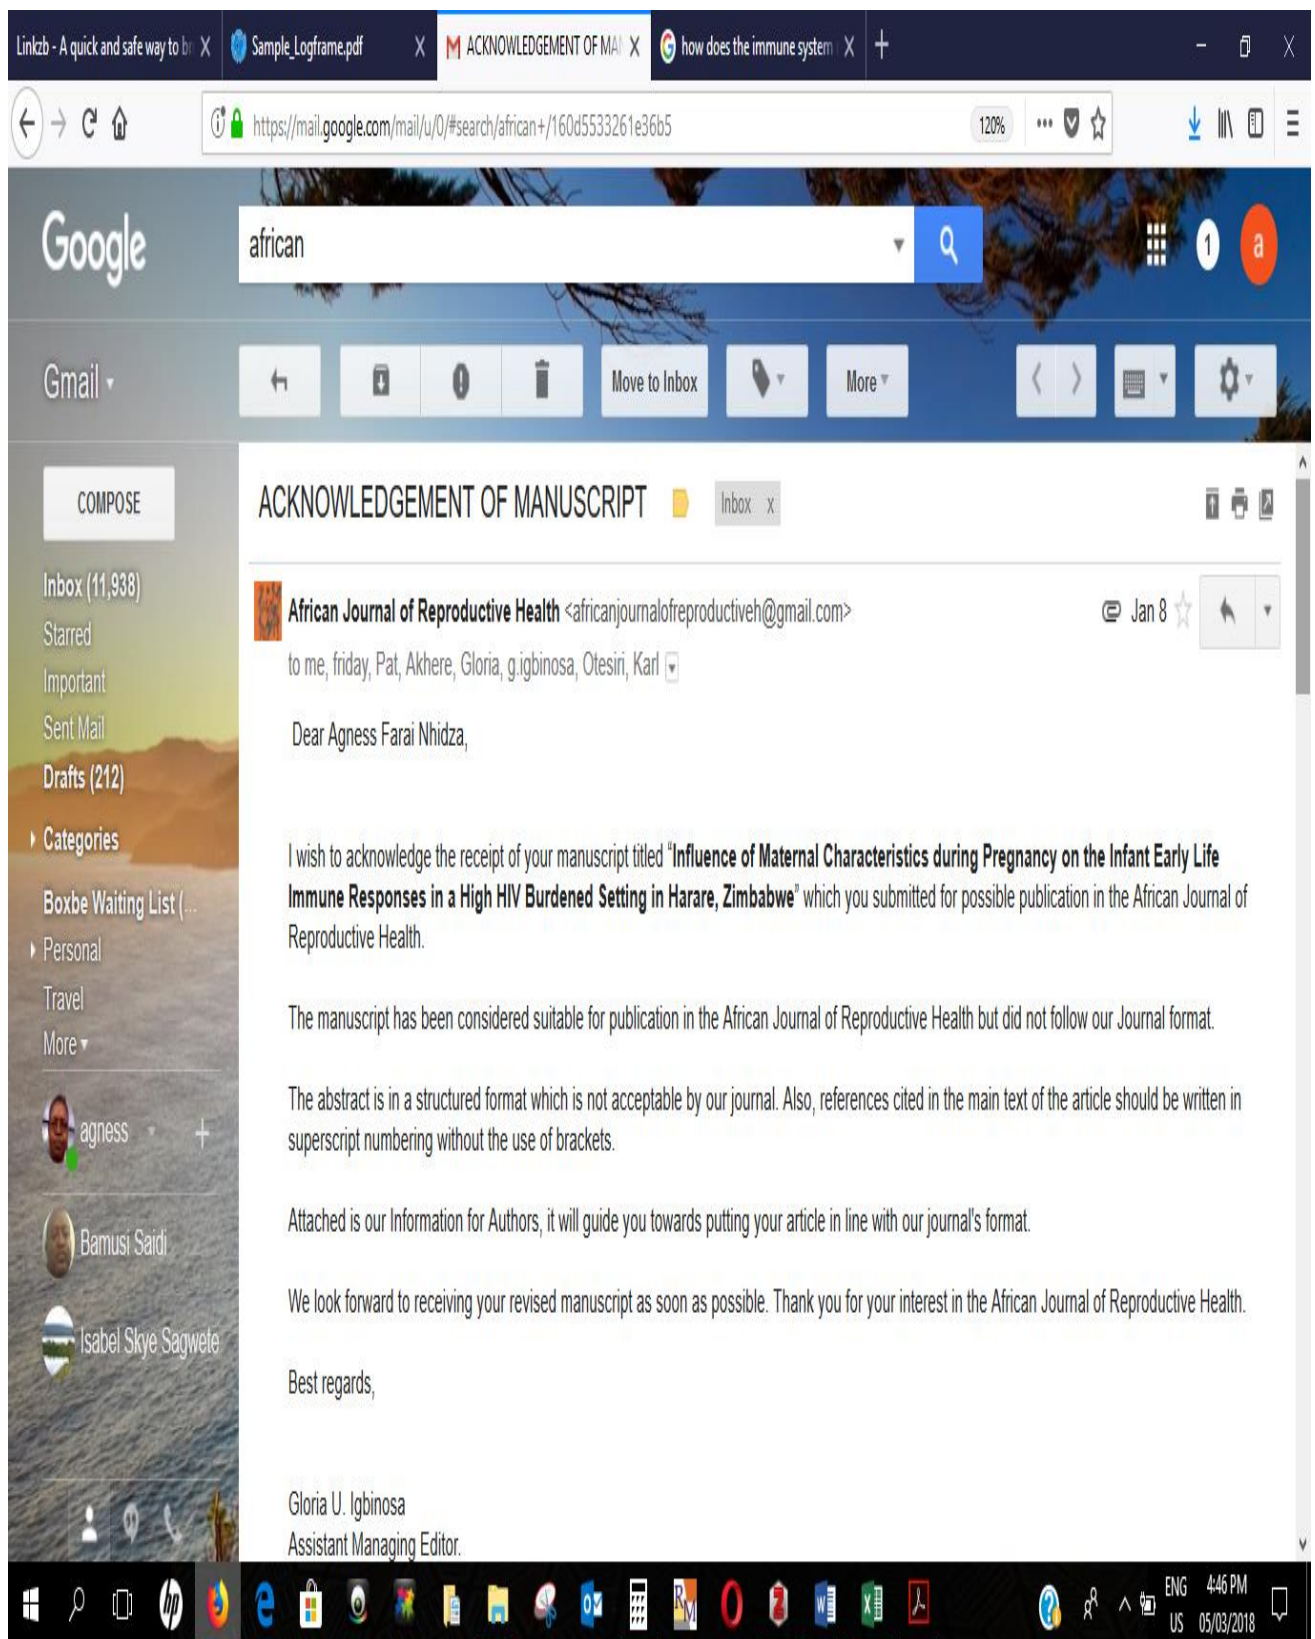 Linkzb - A quick and safe way to br
Sample_Logframe.pdf
ACKNOWLEDGEMENT OF MAN
how does the immune system
https://mail.google.com/mail/u/0/#search/african+/160d5533261e36b5
120%
Google
african
1
a
Gmail
Move to Inbox
More
COMPOSE
ACKNOWLEDGEMENT OF MANUSCRIPT
Inbox x
Inbox (11,938)
Starred
Important
Sent Mail
Drafts (212)
Categories
Boxbe Waiting List (...
Personal
Travel
More
agness
Bamusi Saidi
Isabel Skye Sagwete
African Journal of Reproductive Health <africanjournalofreproductiveh@gmail.com>
Jan 8
to me, friday, Pat, Akhere, Gloria, g.igbinosa, Otesiri, Karl
Dear Agness Farai Nhidza,
I wish to acknowledge the receipt of your manuscript titled “Influence of Maternal Characteristics during Pregnancy on the Infant Early Life
Immune Responses in a High HIV Burdened Setting in Harare, Zimbabwe” which you submitted for possible publication in the African Journal of
Reproductive Health.
The manuscript has been considered suitable for publication in the African Journal of Reproductive Health but did not follow our Journal format.
The abstract is in a structured format which is not acceptable by our journal. Also, references cited in the main text of the article should be written in
superscript numbering without the use of brackets.
Attached is our Information for Authors, it will guide you towards putting your article in line with our journal's format.
We look forward to receiving your revised manuscript as soon as possible. Thank you for your interest in the African Journal of Reproductive Health.
Best regards,
Gloria U. Igbinosa
Assistant Managing Editor.
ENG
US
4:46 PM
05/03/2018